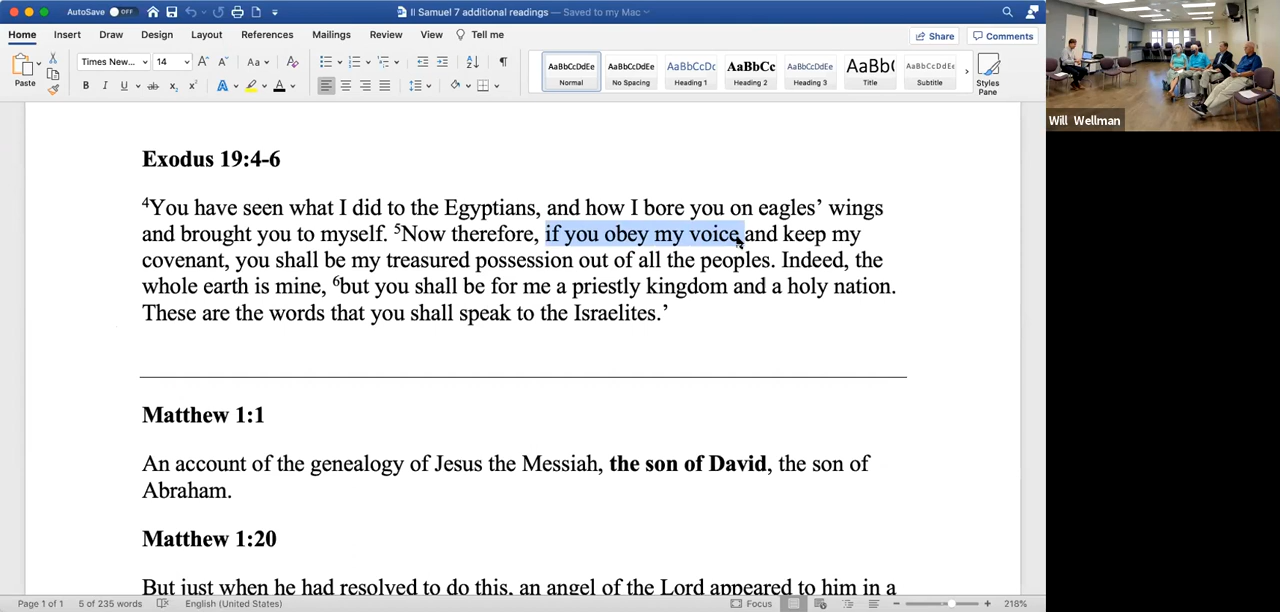 AutoSave OFF
II Samuel 7 additional readings — Saved to my Mac
Home Insert Draw Design Layout References Mailings Review View Tell me
Share Comments
Paste
Times New... 14 Aa
B I U ab x₂ x² A A
AaBbCcDdEe AaBbCcDdEe AaBbCcDc AaBbCc AaBbCcDdEe AaBb( AaBbCcDdEe
Normal No Spacing Heading 1 Heading 2 Heading 3 Title Subtitle
Styles
Pane
Will Wellman
Exodus 19:4-6
⁴You have seen what I did to the Egyptians, and how I bore you on eagles’ wings
and brought you to myself. ⁵Now therefore, if you obey my voice and keep my
covenant, you shall be my treasured possession out of all the peoples. Indeed, the
whole earth is mine, ⁶but you shall be for me a priestly kingdom and a holy nation.
These are the words that you shall speak to the Israelites.’
Matthew 1:1
An account of the genealogy of Jesus the Messiah, the son of David, the son of
Abraham.
Matthew 1:20
But just when he had resolved to do this, an angel of the Lord appeared to him in a
Page 1 of 1 5 of 235 words English (United States) Focus 218%